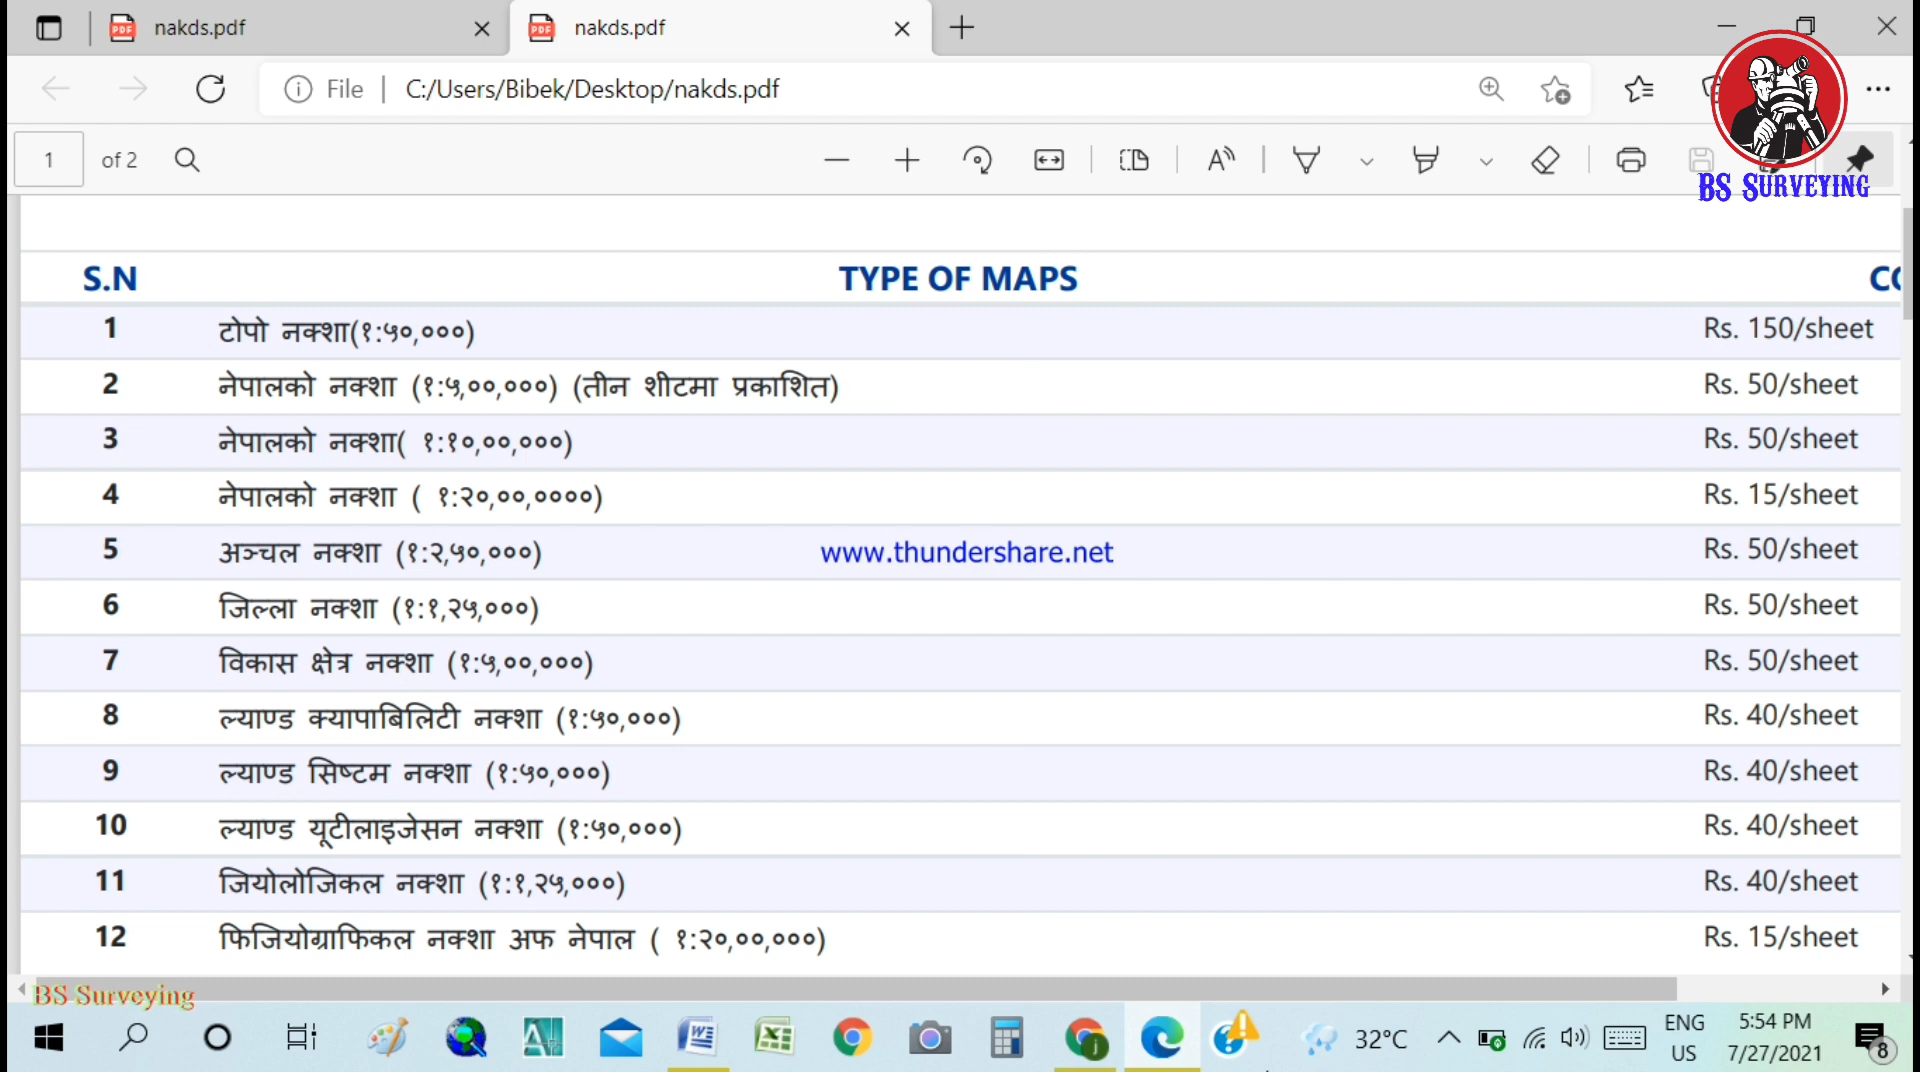 nakds.pdf
nakds.pdf
File
C:/Users/Bibek/Desktop/nakds.pdf
1 of 2
BS SURVEYING
S.N TYPE OF MAPS
1 टोपो नक्शा(१:५०,०००) Rs. 150/sheet
2 नेपालको नक्शा (१:५,००,०००) (तीन शीटमा प्रकाशित) Rs. 50/sheet
3 नेपालको नक्शा( १:१०,००,०००) Rs. 50/sheet
4 नेपालको नक्शा ( १:२०,००,००००) Rs. 15/sheet
5 अञ्चल नक्शा (१:२,५०,०००) www.thundershare.net Rs. 50/sheet
6 जिल्ला नक्शा (१:१,२५,०००) Rs. 50/sheet
7 विकास क्षेत्र नक्शा (१:५,००,०००) Rs. 50/sheet
8 ल्याण्ड क्यापाबिलिटी नक्शा (१:५०,०००) Rs. 40/sheet
9 ल्याण्ड सिष्टम नक्शा (१:५०,०००) Rs. 40/sheet
10 ल्याण्ड यूटीलाइजेसन नक्शा (१:५०,०००) Rs. 40/sheet
11 जियोलोजिकल नक्शा (१:१,२५,०००) Rs. 40/sheet
12 फिजियोग्राफिकल नक्शा अफ नेपाल ( १:२०,००,०००) Rs. 15/sheet
BS Surveying
32°C
ENG
US
5:54 PM
7/27/2021
8